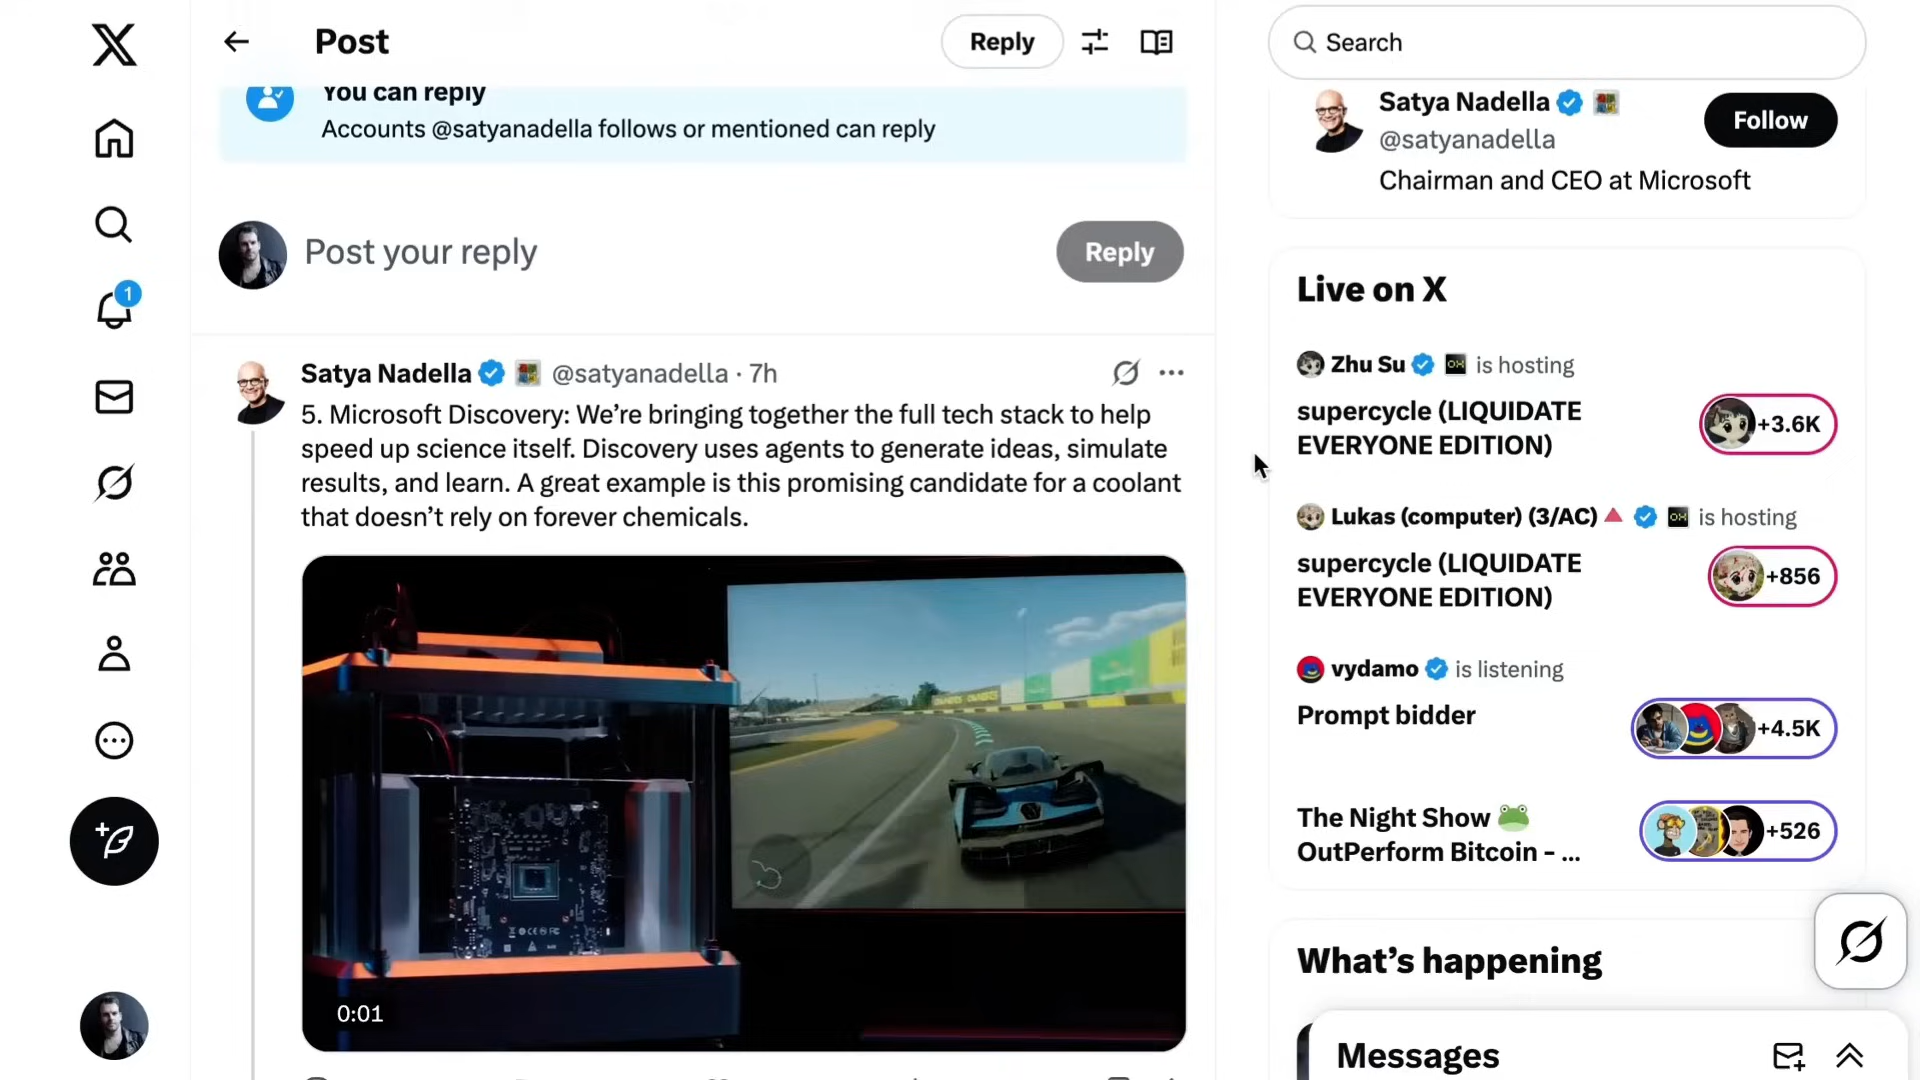 Post
Reply
You can reply
Accounts @satyanadella follows or mentioned can reply
1
Post your reply
Reply
Satya Nadella @satyanadella · 7h
5. Microsoft Discovery: We’re bringing together the full tech stack to help
speed up science itself. Discovery uses agents to generate ideas, simulate
results, and learn. A great example is this promising candidate for a coolant
that doesn’t rely on forever chemicals.
0:01
Search
Satya Nadella
@satyanadella
Follow
Chairman and CEO at Microsoft
Live on X
Zhu Su is hosting
supercycle (LIQUIDATE
EVERYONE EDITION)
+3.6K
Lukas (computer) (3/AC) is hosting
supercycle (LIQUIDATE
EVERYONE EDITION)
+856
vydamo is listening
Prompt bidder
+4.5K
The Night Show 🐸
OutPerform Bitcoin - ...
+526
What’s happening
Messages